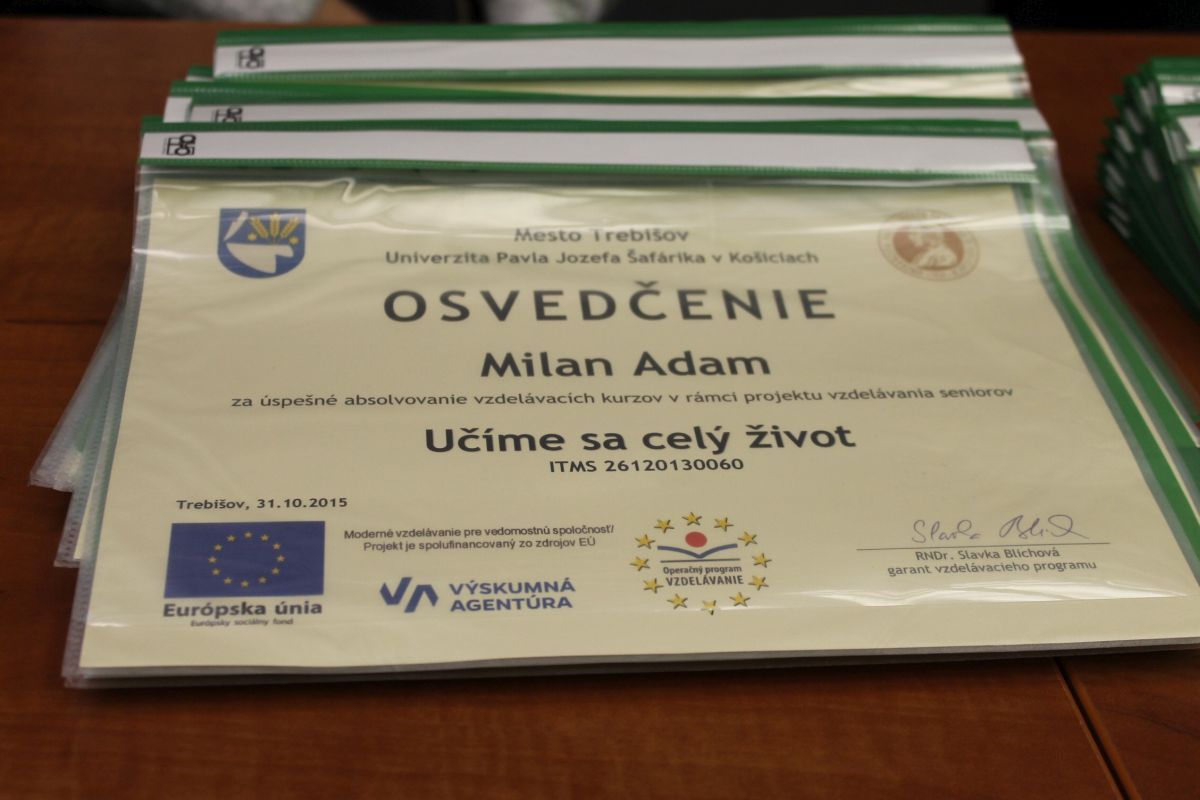 Mesto Trebišov
Univerzita Pavla Jozefa Šafárika v Košiciach
OSVEDČENIE
Milan Adam
za úspešné absolvovanie vzdelávacích kurzov v rámci projektu vzdelávania seniorov
Učíme sa celý život
ITMS 26120130060
Trebišov, 31.10.2015
Moderné vzdelávanie pre vedomostnú spoločnosť/
Projekt je spolufinancovaný zo zdrojov EÚ
Európska únia
Európsky sociálny fond
VÝSKUMNÁ
AGENTÚRA
Operačný program
VZDELÁVANIE
RNDr. Slavka Blichová
garant vzdelávacieho programu